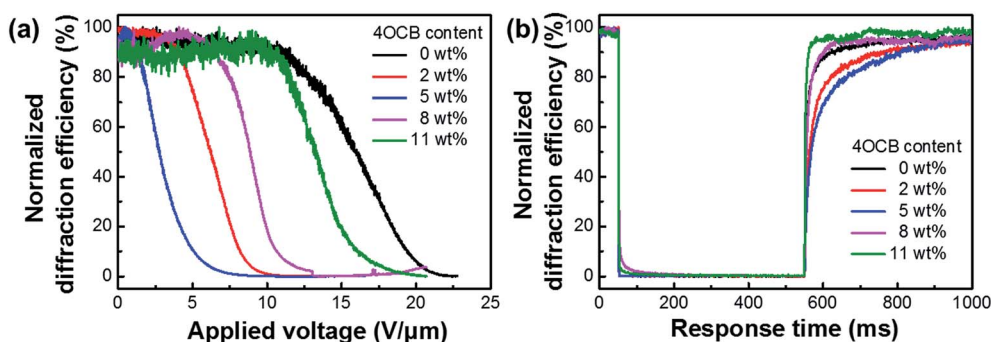 (a)
Normalized
diffraction efficiency (%)
100
80
60
40
20
0
4OCB content
0 wt%
2 wt%
5 wt%
8 wt%
11 wt%
0 5 10 15 20 25
Applied voltage (V/μm)
(b)
Normalized
diffraction efficiency (%)
100
80
60
40
20
0
4OCB content
0 wt%
2 wt%
5 wt%
8 wt%
11 wt%
0 200 400 600 800 1000
Response time (ms)